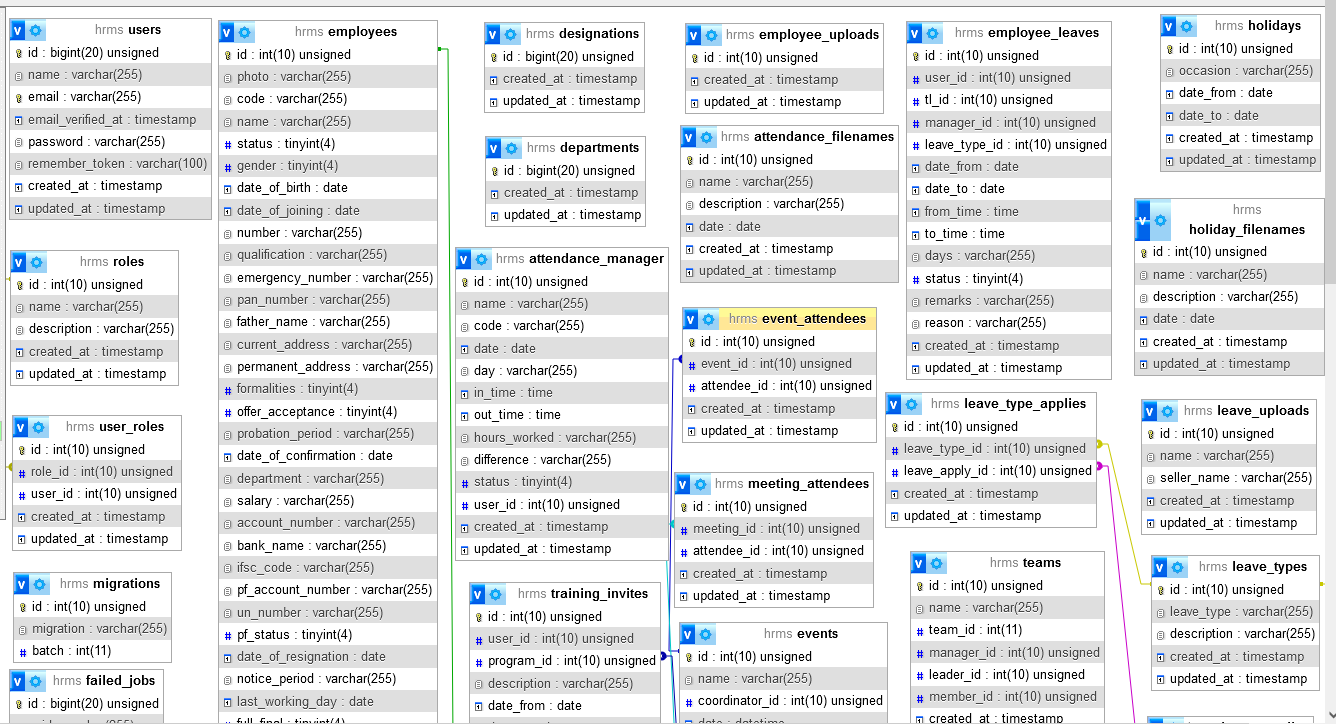 hrms users
id : bigint(20) unsigned
name : varchar(255)
email : varchar(255)
email_verified_at : timestamp
password : varchar(255)
remember_token : varchar(100)
created_at : timestamp
updated_at : timestamp
hrms roles
id : int(10) unsigned
name : varchar(255)
description : varchar(255)
created_at : timestamp
updated_at : timestamp
hrms user_roles
id : int(10) unsigned
role_id : int(10) unsigned
user_id : int(10) unsigned
created_at : timestamp
updated_at : timestamp
hrms migrations
id : int(10) unsigned
migration : varchar(255)
batch : int(11)
hrms failed_jobs
id : bigint(20) unsigned
hrms employees
id : int(10) unsigned
photo : varchar(255)
code : varchar(255)
name : varchar(255)
status : tinyint(4)
gender : tinyint(4)
date_of_birth : date
date_of_joining : date
number : varchar(255)
qualification : varchar(255)
emergency_number : varchar(255)
pan_number : varchar(255)
father_name : varchar(255)
current_address : varchar(255)
permanent_address : varchar(255)
formalities : tinyint(4)
offer_acceptance : tinyint(4)
probation_period : varchar(255)
date_of_confirmation : date
department : varchar(255)
salary : varchar(255)
account_number : varchar(255)
bank_name : varchar(255)
ifsc_code : varchar(255)
pf_account_number : varchar(255)
un_number : varchar(255)
pf_status : tinyint(4)
date_of_resignation : date
notice_period : varchar(255)
last_working_day : date
full_final : tinyint(4)
hrms designations
id : bigint(20) unsigned
created_at : timestamp
updated_at : timestamp
hrms departments
id : bigint(20) unsigned
created_at : timestamp
updated_at : timestamp
hrms attendance_manager
id : int(10) unsigned
name : varchar(255)
code : varchar(255)
date : date
day : varchar(255)
in_time : time
out_time : time
hours_worked : varchar(255)
difference : varchar(255)
status : tinyint(4)
user_id : int(10) unsigned
created_at : timestamp
updated_at : timestamp
hrms training_invites
id : int(10) unsigned
user_id : int(10) unsigned
program_id : int(10) unsigned
description : varchar(255)
date_from : date
hrms employee_uploads
id : int(10) unsigned
created_at : timestamp
updated_at : timestamp
hrms attendance_filenames
id : int(10) unsigned
name : varchar(255)
description : varchar(255)
date : date
created_at : timestamp
updated_at : timestamp
hrms event_attendees
id : int(10) unsigned
event_id : int(10) unsigned
attendee_id : int(10) unsigned
created_at : timestamp
updated_at : timestamp
hrms meeting_attendees
id : int(10) unsigned
meeting_id : int(10) unsigned
attendee_id : int(10) unsigned
created_at : timestamp
updated_at : timestamp
hrms events
id : int(10) unsigned
name : varchar(255)
coordinator_id : int(10) unsigned
date : datetime
hrms employee_leaves
id : int(10) unsigned
user_id : int(10) unsigned
tl_id : int(10) unsigned
manager_id : int(10) unsigned
leave_type_id : int(10) unsigned
date_from : date
date_to : date
from_time : time
to_time : time
days : varchar(255)
status : tinyint(4)
remarks : varchar(255)
reason : varchar(255)
created_at : timestamp
updated_at : timestamp
hrms leave_type_applies
id : int(10) unsigned
leave_type_id : int(10) unsigned
leave_apply_id : int(10) unsigned
created_at : timestamp
updated_at : timestamp
hrms teams
id : int(10) unsigned
name : varchar(255)
team_id : int(11)
manager_id : int(10) unsigned
leader_id : int(10) unsigned
member_id : int(10) unsigned
created_at : timestamp
hrms holidays
id : int(10) unsigned
occasion : varchar(255)
date_from : date
date_to : date
created_at : timestamp
updated_at : timestamp
hrms
holiday_filenames
id : int(10) unsigned
name : varchar(255)
description : varchar(255)
date : date
created_at : timestamp
updated_at : timestamp
hrms leave_uploads
id : int(10) unsigned
name : varchar(255)
seller_name : varchar(255)
created_at : timestamp
updated_at : timestamp
hrms leave_types
id : int(10) unsigned
leave_type : varchar(255)
description : varchar(255)
created_at : timestamp
updated_at : timestamp